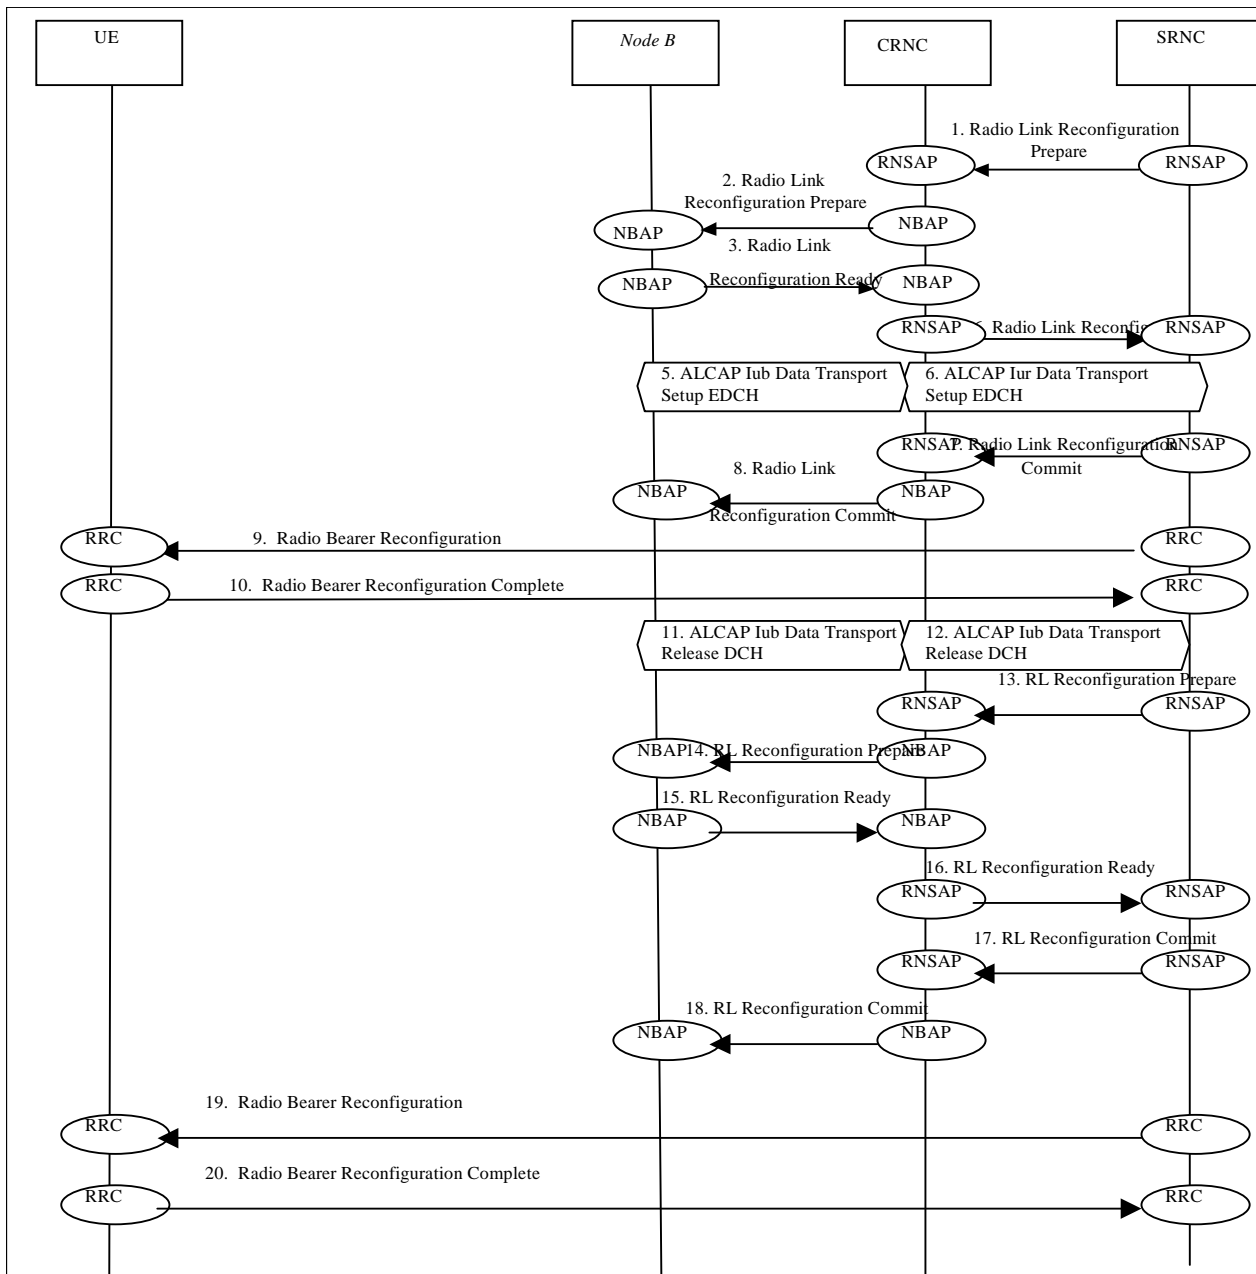 UE
Node B
CRNC
SRNC
1. Radio Link Reconfiguration
Prepare
RNSAP
RNSAP
2. Radio Link
Reconfiguration Prepare
NBAP
NBAP
3. Radio Link
Reconfiguration Ready
NBAP
NBAP
RNSAP
Radio Link Reconfig
RNSAP
5. ALCAP Iub Data Transport
Setup EDCH
6. ALCAP Iur Data Transport
Setup EDCH
RNSAP
7. Radio Link Reconfiguration
Commit
RNSAP
8. Radio Link
Reconfiguration Commit
NBAP
NBAP
RRC
9. Radio Bearer Reconfiguration
RRC
RRC
10. Radio Bearer Reconfiguration Complete
RRC
11. ALCAP Iub Data Transport
Release DCH
12. ALCAP Iub Data Transport
Release DCH
13. RL Reconfiguration Prepare
RNSAP
RNSAP
NBAP
14. RL Reconfiguration Prepare
NBAP
15. RL Reconfiguration Ready
NBAP
NBAP
16. RL Reconfiguration Ready
RNSAP
RNSAP
17. RL Reconfiguration Commit
RNSAP
RNSAP
18. RL Reconfiguration Commit
NBAP
NBAP
19. Radio Bearer Reconfiguration
RRC
RRC
20. Radio Bearer Reconfiguration Complete
RRC
RRC